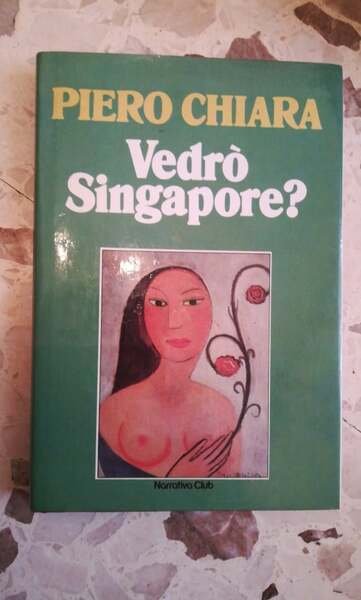 PIERO CHIARA
Vedrò
Singapore?
Narrativa Club